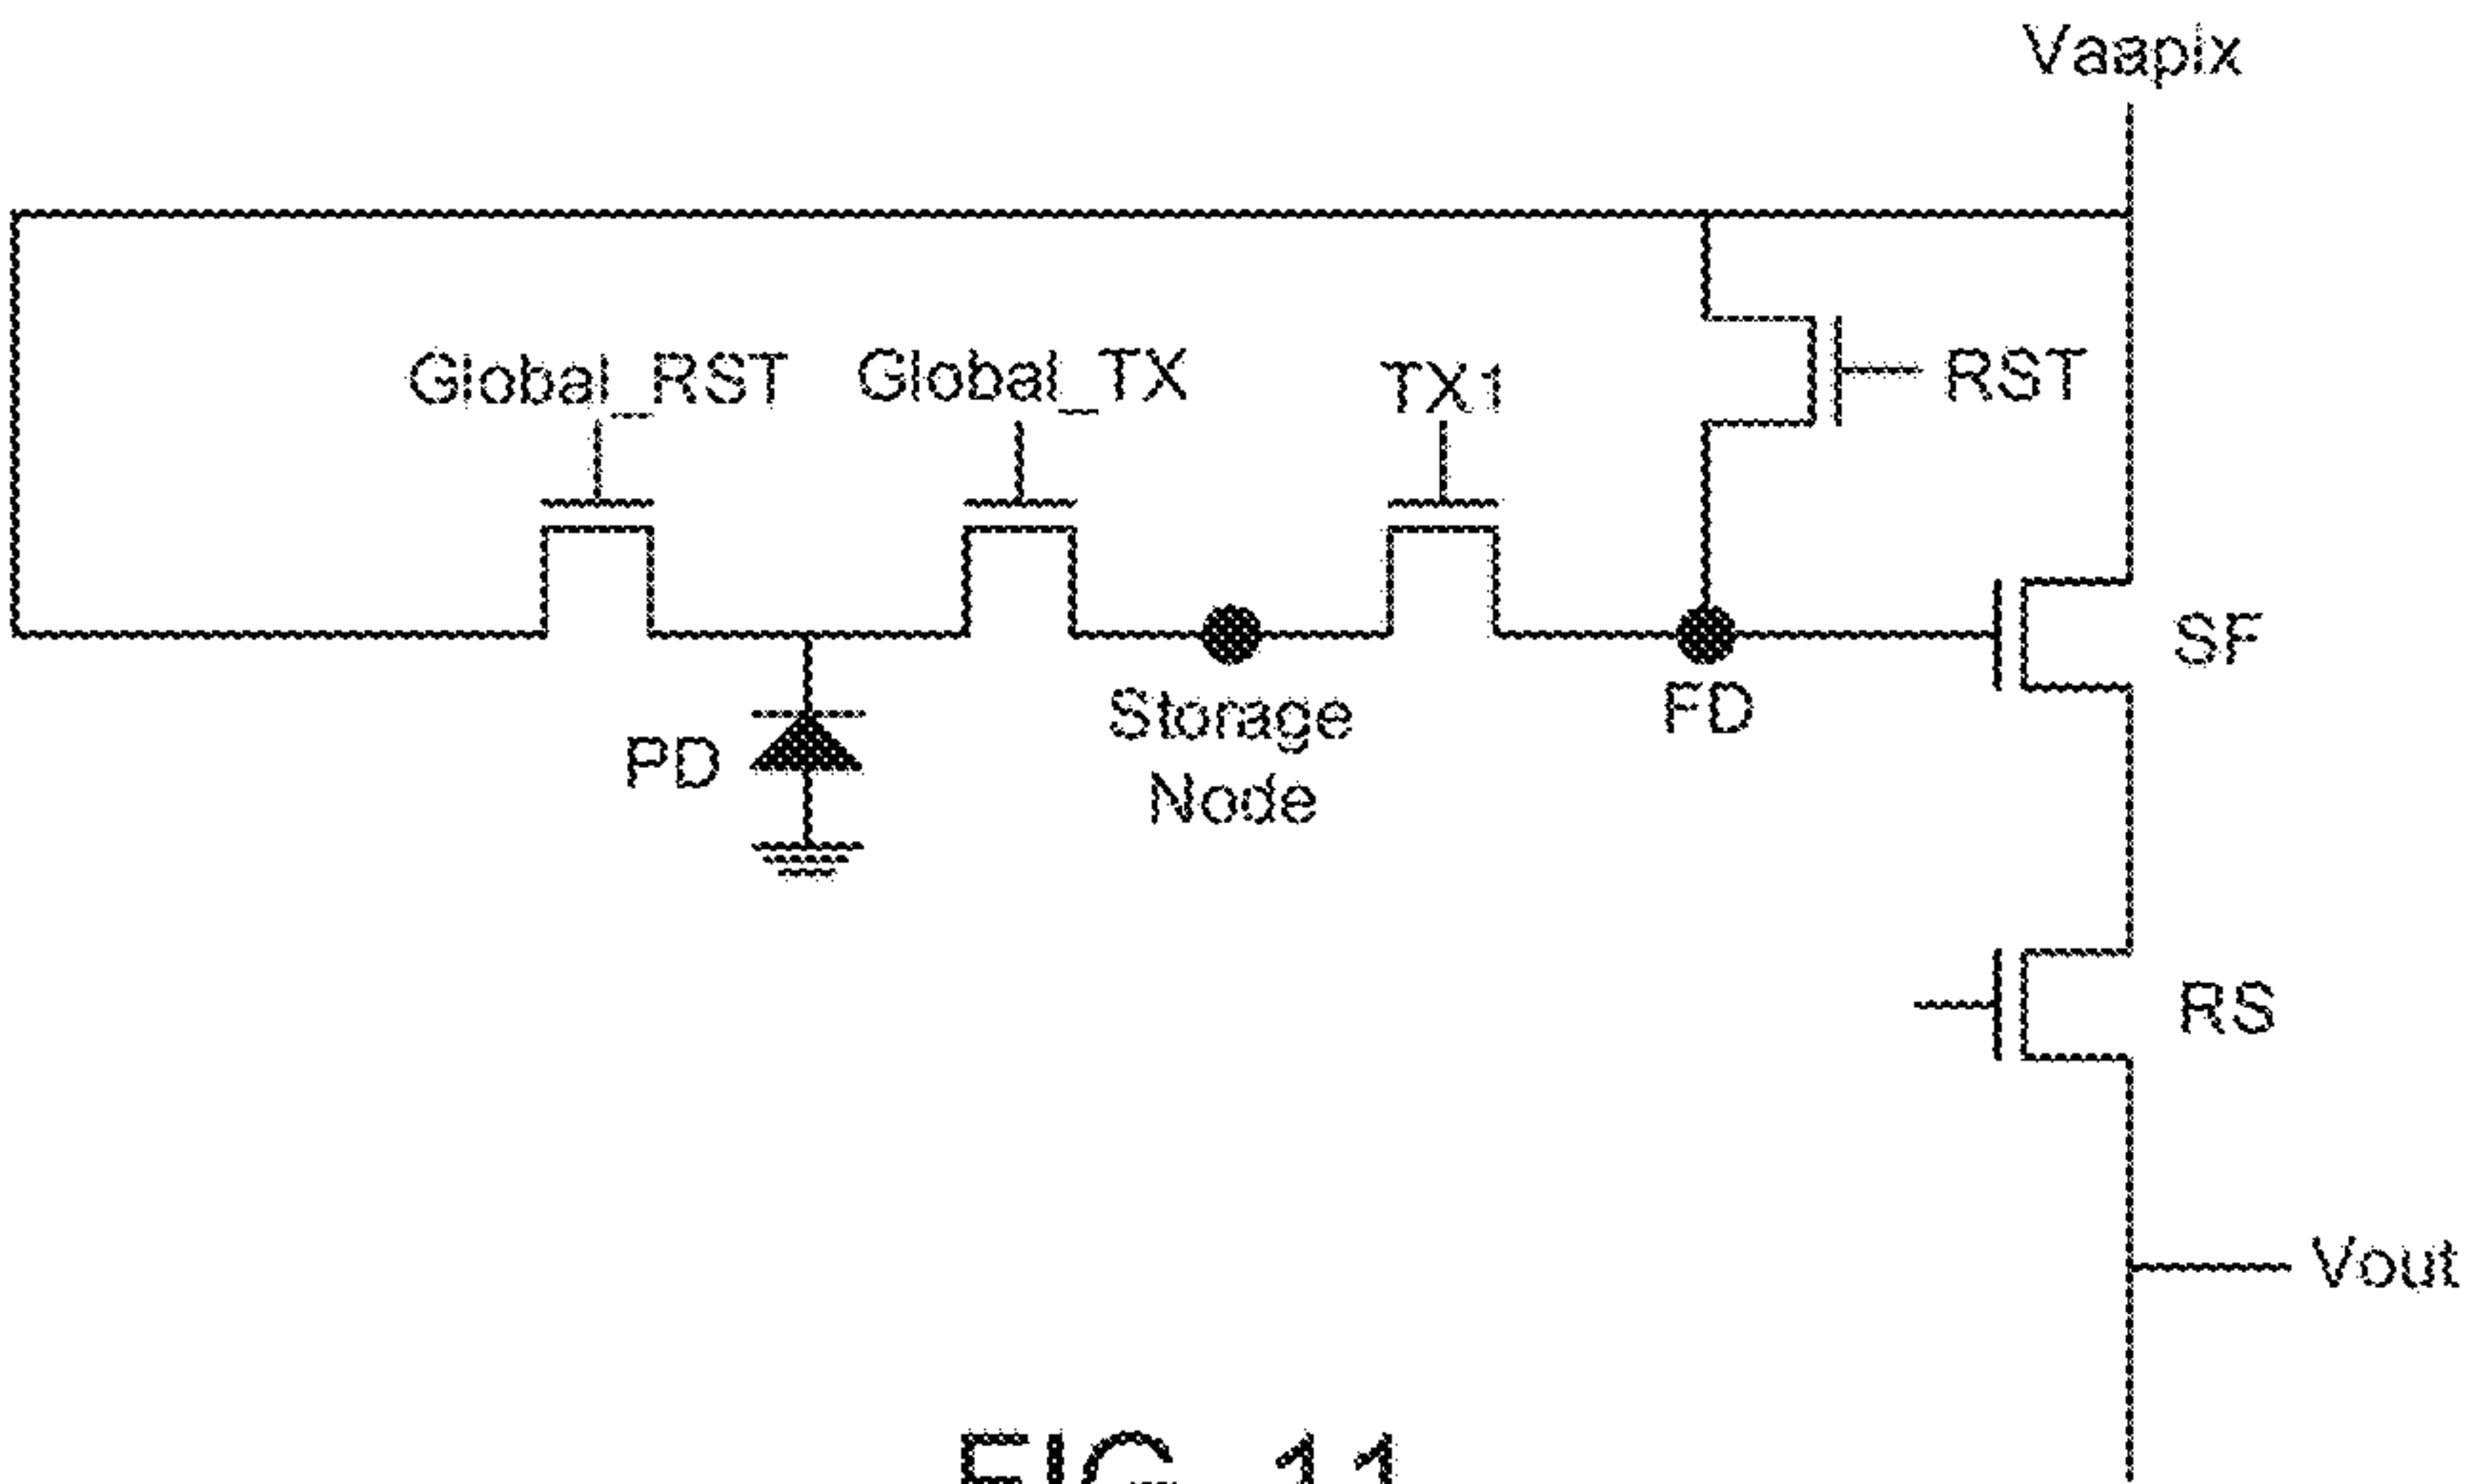 Vaapix
Global_RST
Global_TX
TX1
RST
SF
Storage
Node
FD
PD
RS
Vout
FIG. 11